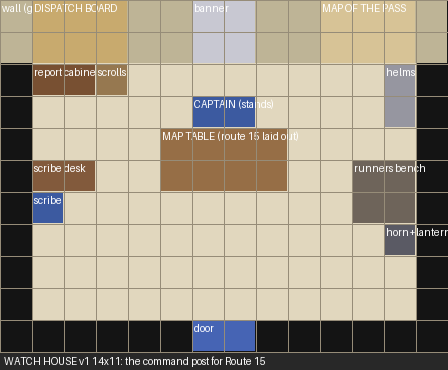 wall (g
DISPATCH BOARD
banner
MAP OF THE PASS
report cabine
scrolls
helms
CAPTAIN (stands)
MAP TABLE (route 15 laid out)
scribe desk
runners bench
scribe
horn+lantern
door
WATCH HOUSE v1 14x11: the command post for Route 15